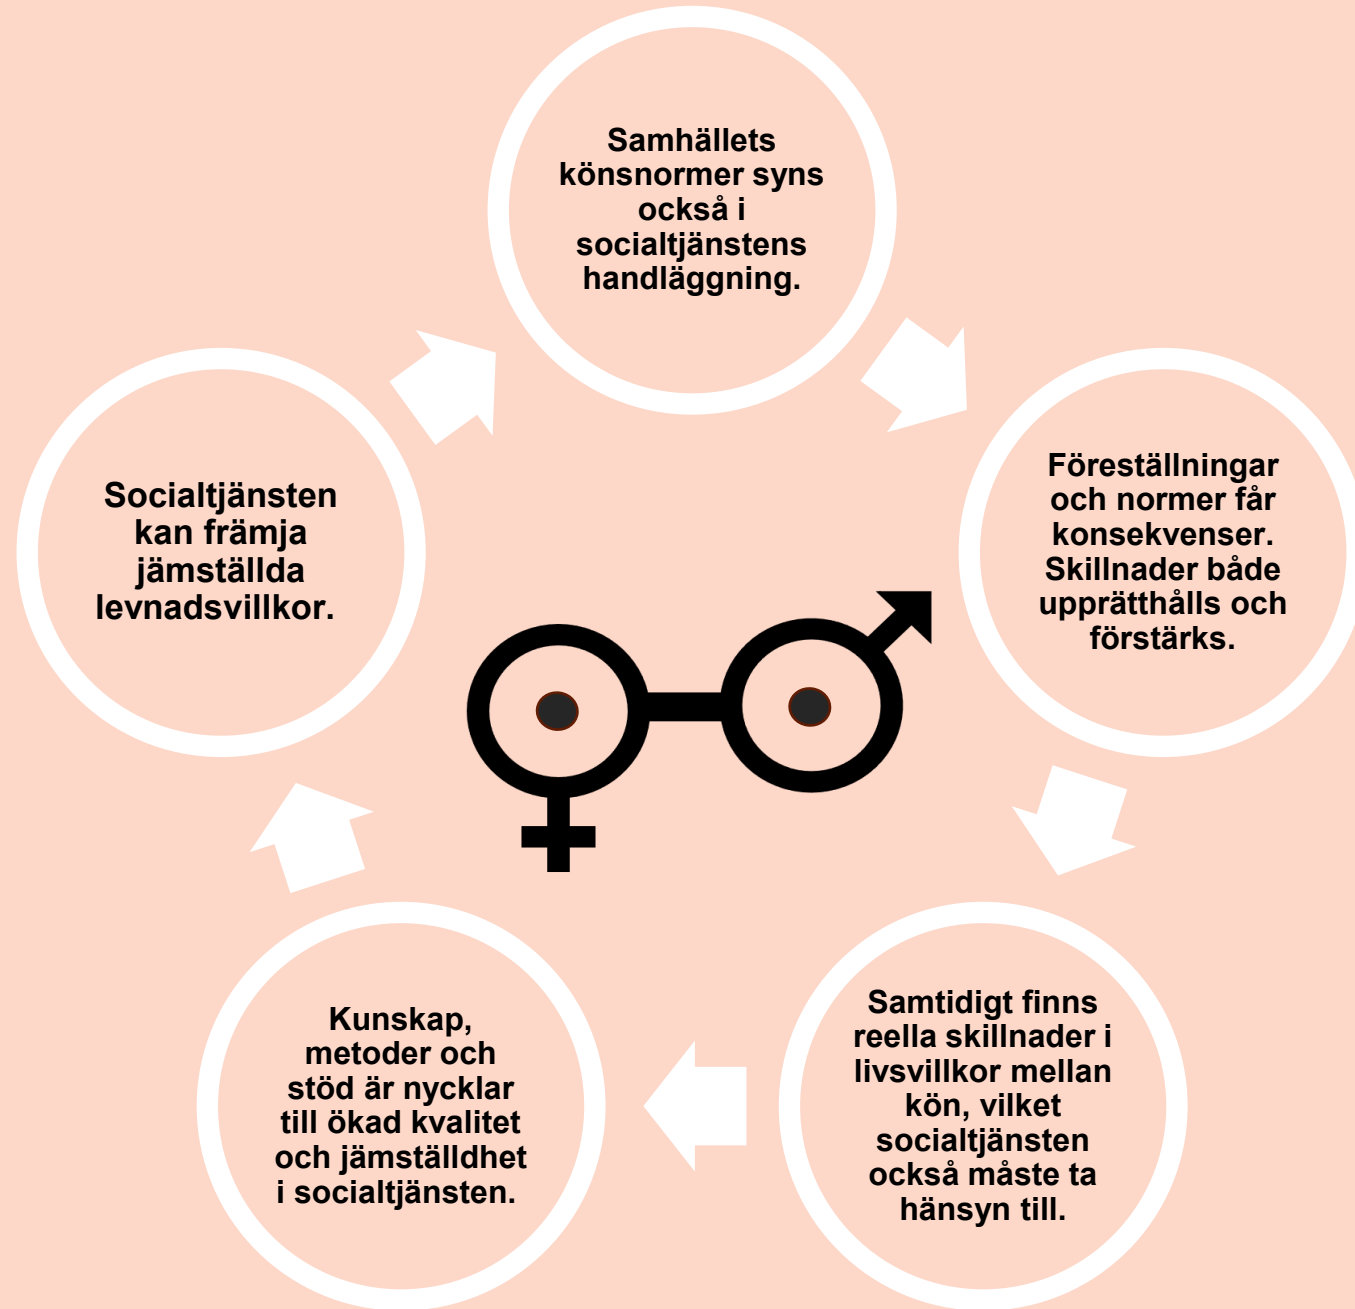 Samhällets
könsnormer syns
också i
socialtjänstens
handläggning.
Föreställningar
och normer får
konsekvenser.
Skillnader både
upprätthålls och
förstärks.
Samtidigt finns
reella skillnader i
livsvillkor mellan
kön, vilket
socialtjänsten
också måste ta
hänsyn till.
Kunskap,
metoder och
stöd är nycklar
till ökad kvalitet
och jämställdhet
i socialtjänsten.
Socialtjänsten
kan främja
jämställda
levnadsvillkor.